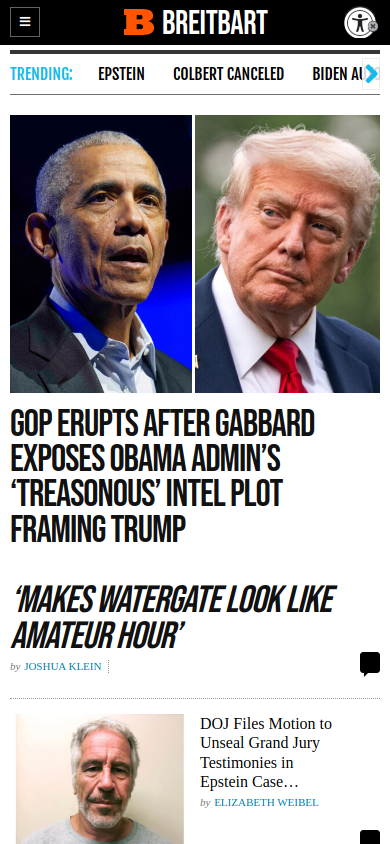 BREITBART
TRENDING:
EPSTEIN
COLBERT CANCELED
BIDEN
GOP ERUPTS AFTER GABBARD
EXPOSES OBAMA ADMIN'S
'TREASONOUS' INTEL PLOT
FRAMING TRUMP
'MAKES WATERGATE LOOK LIKE
AMATEUR HOUR'
by JOSHUA KLEIN
DOJ Files Motion to
Unseal Grand Jury
Testimonies in
Epstein Case…
by ELIZABETH WEIBEL